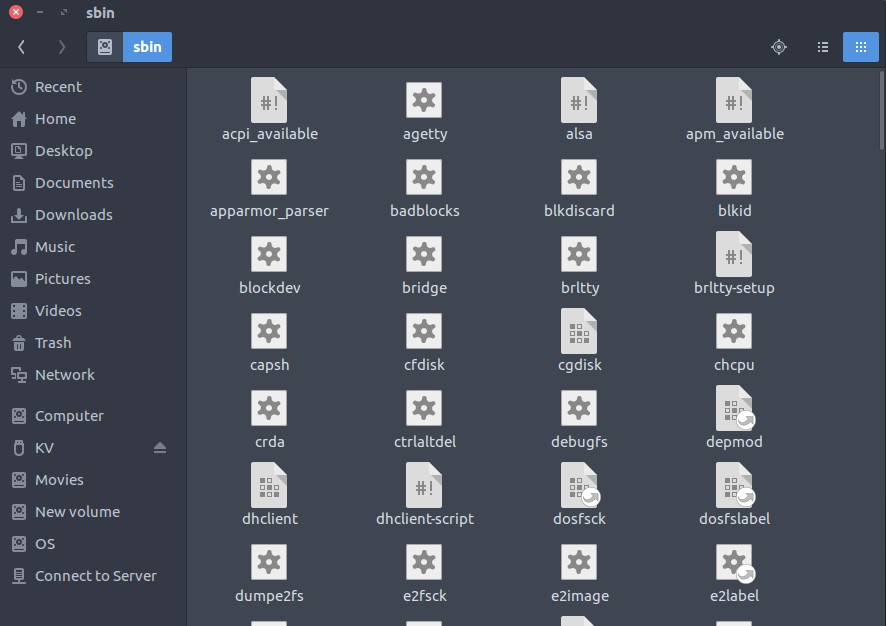 sbin
sbin
Recent
Home
Desktop
Documents
Downloads
Music
Pictures
Videos
Trash
Network
Computer
KV
Movies
New volume
OS
Connect to Server
#! #! #!
acpi_available agetty alsa apm_available
apparmor_parser badblocks blkdiscard blkid
#!
blockdev bridge brltty brltty-setup
capsh cfdisk cgdisk chcpu
crda ctrlaltdel debugfs depmod
#!
dhclient dhclient-script dosfsck dosfslabel
dumpe2fs e2fsck e2image e2label